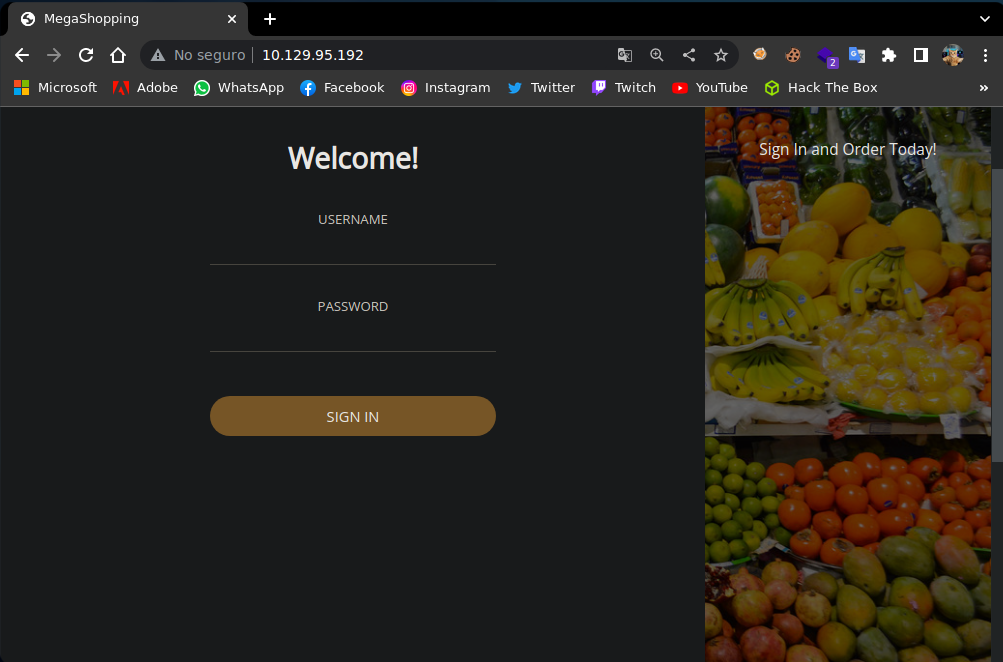 MegaShopping
No seguro 10.129.95.192
2
Microsoft Adobe WhatsApp Facebook Instagram Twitter Twitch YouTube Hack The Box »
Welcome!
Sign In and Order Today!
USERNAME
PASSWORD
SIGN IN